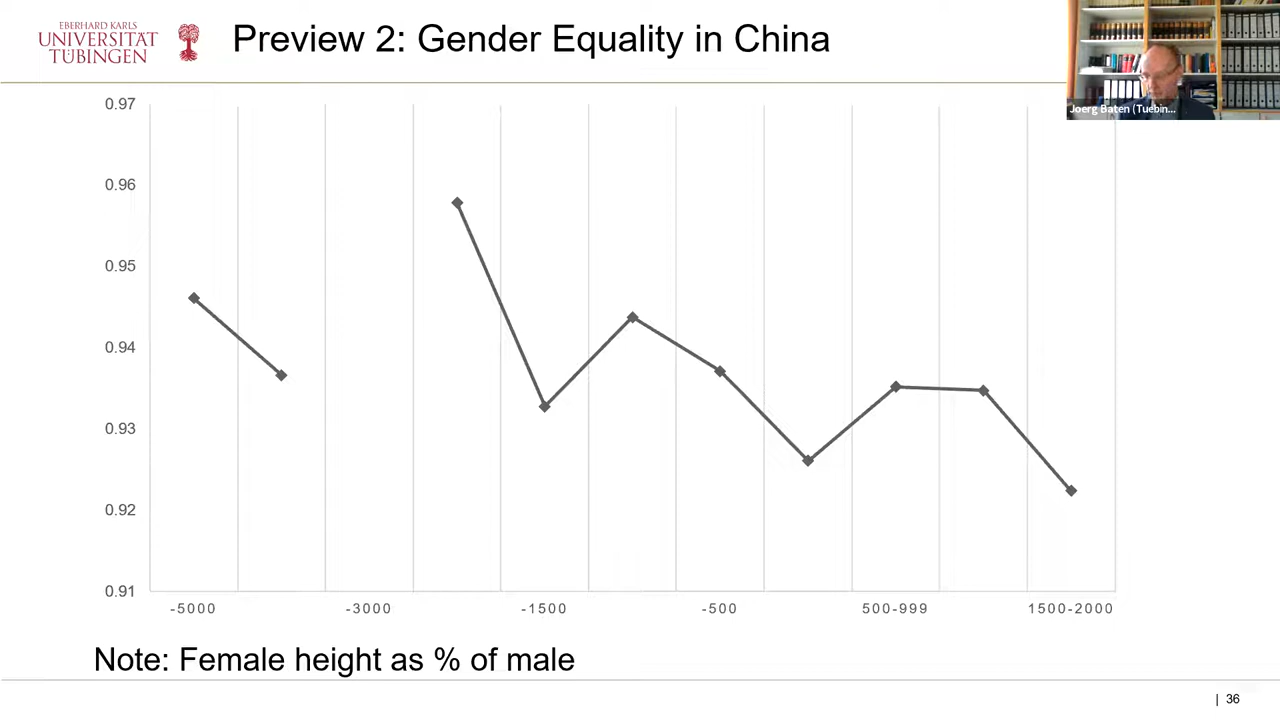 EBERHARD KARLS
UNIVERSITÄT
TÜBINGEN
Preview 2: Gender Equality in China
Joerg Baten (Tuebin...
0.97
0.96
0.95
0.94
0.93
0.92
0.91
-5000 -3000 -1500 -500 500-999 1500-2000
Note: Female height as % of male
| 36